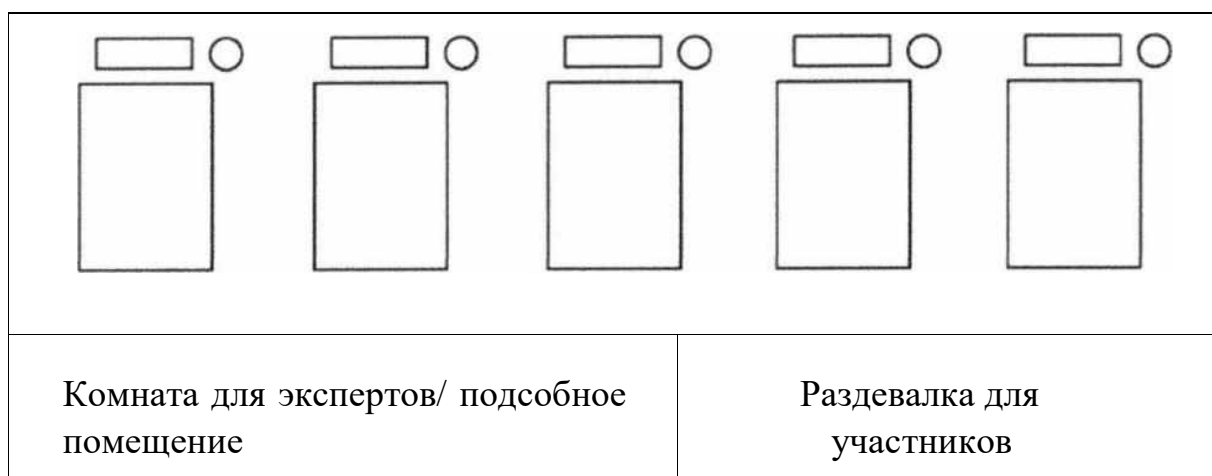 Комната для экспертов/ подсобное
помещение
Раздевалка для
участников